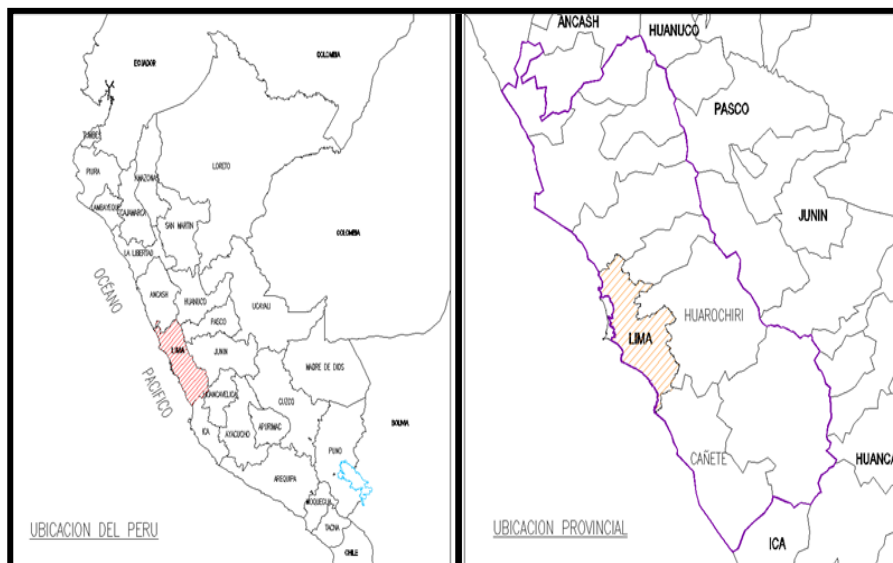 ECUADOR
COLOMBIA
TUMBES
PIURA
LORETO
AMAZONAS
LAMBAYEQUE
CAJAMARCA
SAN MARTIN
COLOMBIA
LA LIBERTAD
OCÉANO
ANCASH
HUANUCO
UCAYALI
PASCO
LIMA
JUNIN
MADRE DE DIOS
PACIFICO
HUANCAVELICA
CUZCO
ICA
AYACUCHO
APURIMAC
BOLIVIA
PUNO
AREQUIPA
MOQUEGUA
TACNA
CHILE
UBICACION DEL PERU
ANCASH
HUANUCO
PASCO
JUNIN
HUAROCHIRI
LIMA
CAÑETE
HUANCA
ICA
UBICACION PROVINCIAL